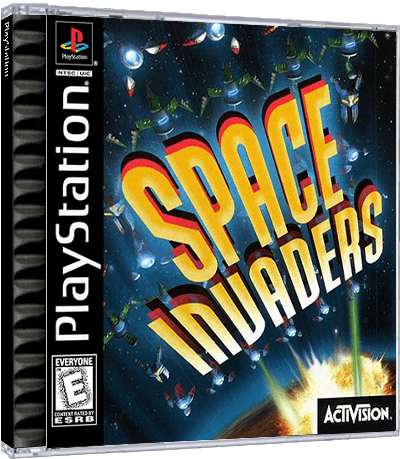 PlayStation
PlayStation
NTSC U/C
PlayStation
SPACE
INVADERS
EVERYONE
E
CONTENT RATED BY
ESRB
ACTIVISION.